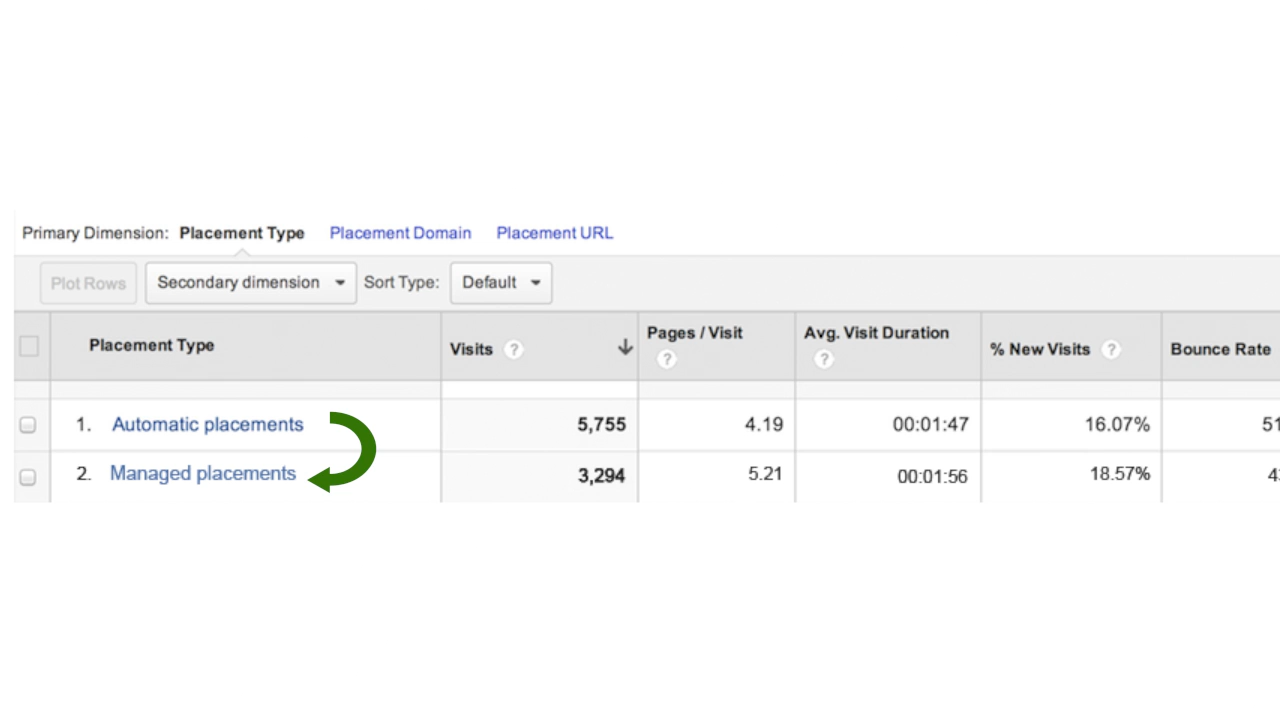 Primary Dimension: Placement Type Placement Domain Placement URL
Plot Rows Secondary dimension Sort Type: Default
Placement Type Visits ? Pages / Visit ? Avg. Visit Duration ? % New Visits ? Bounce Rate
1. Automatic placements 5,755 4.19 00:01:47 16.07% 51
2. Managed placements 3,294 5.21 00:01:56 18.57%